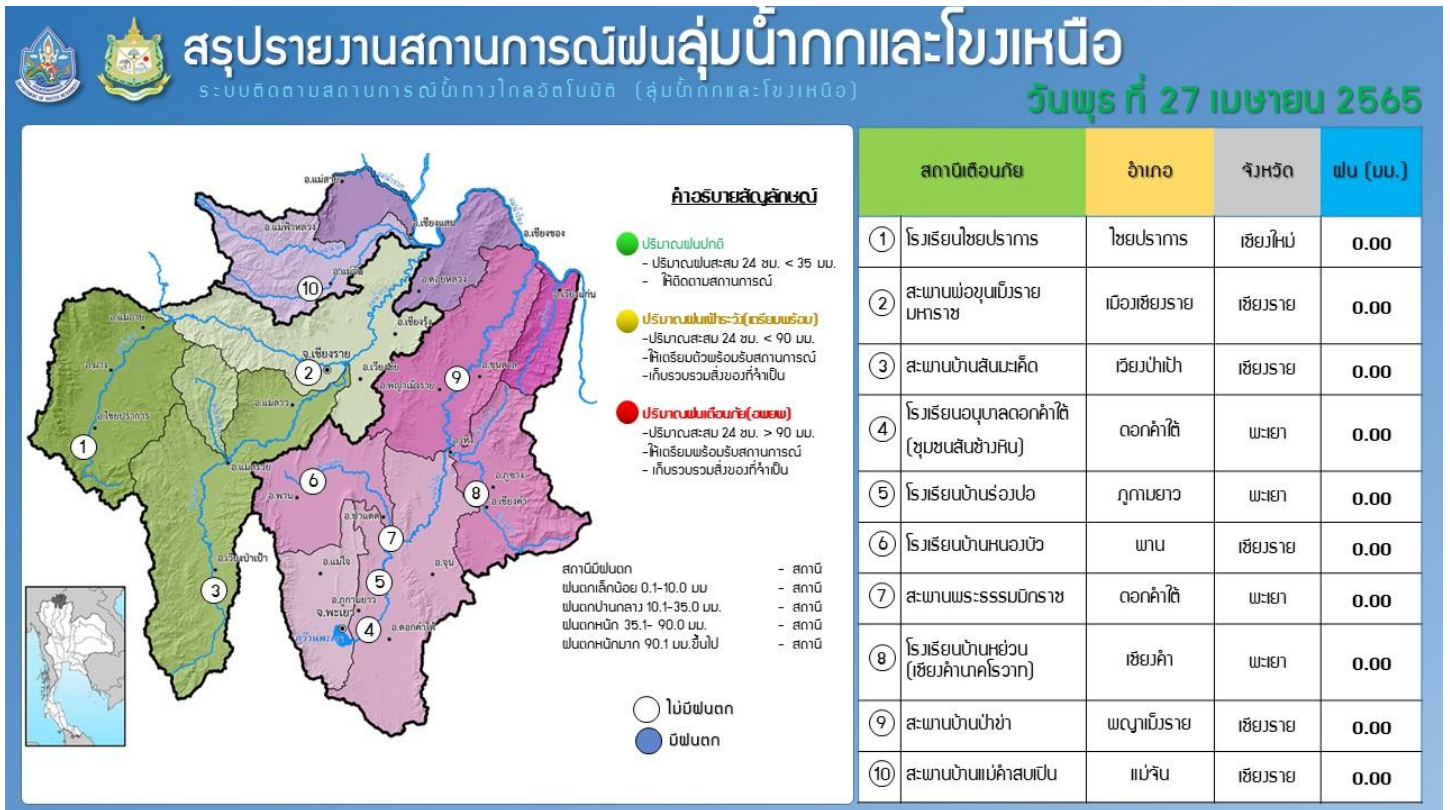 สรุปรายงานสถานการณ์ฝนลุ่มน้ำกกและโขงเหนือ
ระบบติดตามสถานการณ์น้ำทางไกลอัตโนมัติ (ลุ่มน้ำกกและโขงเหนือ)
วันพุธ ที่ 27 เมษายน 2565
อ.แม่สาย
อ.เชียงแสน
อ.แม่ฟ้าหลวง
อ.เชียงของ
อ.แม่จัน
อ.ดอยหลวง
10
อ.เวียงแก่น
อ.แม่อาย
อ.เชียงรุ้ง
จ.เชียงราย
อ.ฝาง
2
อ.เวียงชัย
อ.พญาเม็งราย
9
อ.ขุนตาล
อ.แม่ลาว
อ.ไชยปราการ
1
อ.เทิง
อ.แม่สรวย
6
อ.ภูซาง
อ.พาน
8
อ.เชียงคำ
อ.ป่าแดด
7
อ.เวียงป่าเป้า
อ.แม่ใจ
อ.จุน
3
5
อ.ภูกามยาว
จ.พะเยา
4
อ.ดอกคำใต้
กว๊านพะเยา
คำอธิบายสัญลักษณ์
ปริมาณฝนปกติ
- ปริมาณฝนสะสม 24 ชม. < 35 มม.
- ให้ติดตามสถานการณ์
ปริมาณฝนเฝ้าระวัง(เตรียมพร้อม)
-ปริมาณสะสม 24 ชม. < 90 มม.
-ให้เตรียมตัวพร้อมรับสถานการณ์
-เก็บรวบรวมสิ่งของที่จำเป็น
ปริมาณฝนเตือนภัย(อพยพ)
-ปริมาณสะสม 24 ชม. > 90 มม.
-ให้เตรียมพร้อมรับสถานการณ์
- เก็บรวบรวมสิ่งของที่จำเป็น
สถานีมีฝนตก - สถานี
ฝนตกเล็กน้อย 0.1-10.0 มม - สถานี
ฝนตกปานกลาง 10.1-35.0 มม. - สถานี
ฝนตกหนัก 35.1- 90.0 มม. - สถานี
ฝนตกหนักมาก 90.1 มม.ขึ้นไป - สถานี
ไม่มีฝนตก
มีฝนตก
สถานีเตือนภัย อำเภอ จังหวัด ฝน (มม.)
1 โรงเรียนไชยปราการ ไชยปราการ เชียงใหม่ 0.00
2 สะพานพ่อขุนเม็งราย
มหาราช เมืองเชียงราย เชียงราย 0.00
3 สะพานบ้านสันมะเค็ด เวียงป่าเป้า เชียงราย 0.00
4 โรงเรียนอนุบาลดอกคำใต้
(ชุมชนสันช้างหิน) ดอกคำใต้ พะเยา 0.00
5 โรงเรียนบ้านร่องปอ ภูกามยาว พะเยา 0.00
6 โรงเรียนบ้านหนองบัว พาน เชียงราย 0.00
7 สะพานพระธรรมมิกราช ดอกคำใต้ พะเยา 0.00
8 โรงเรียนบ้านหย่วน
(เชียงคำนาคโรวาท) เชียงคำ พะเยา 0.00
9 สะพานบ้านป่าข่า พญาเม็งราย เชียงราย 0.00
10 สะพานบ้านแม่คำสบเปิน แม่จัน เชียงราย 0.00